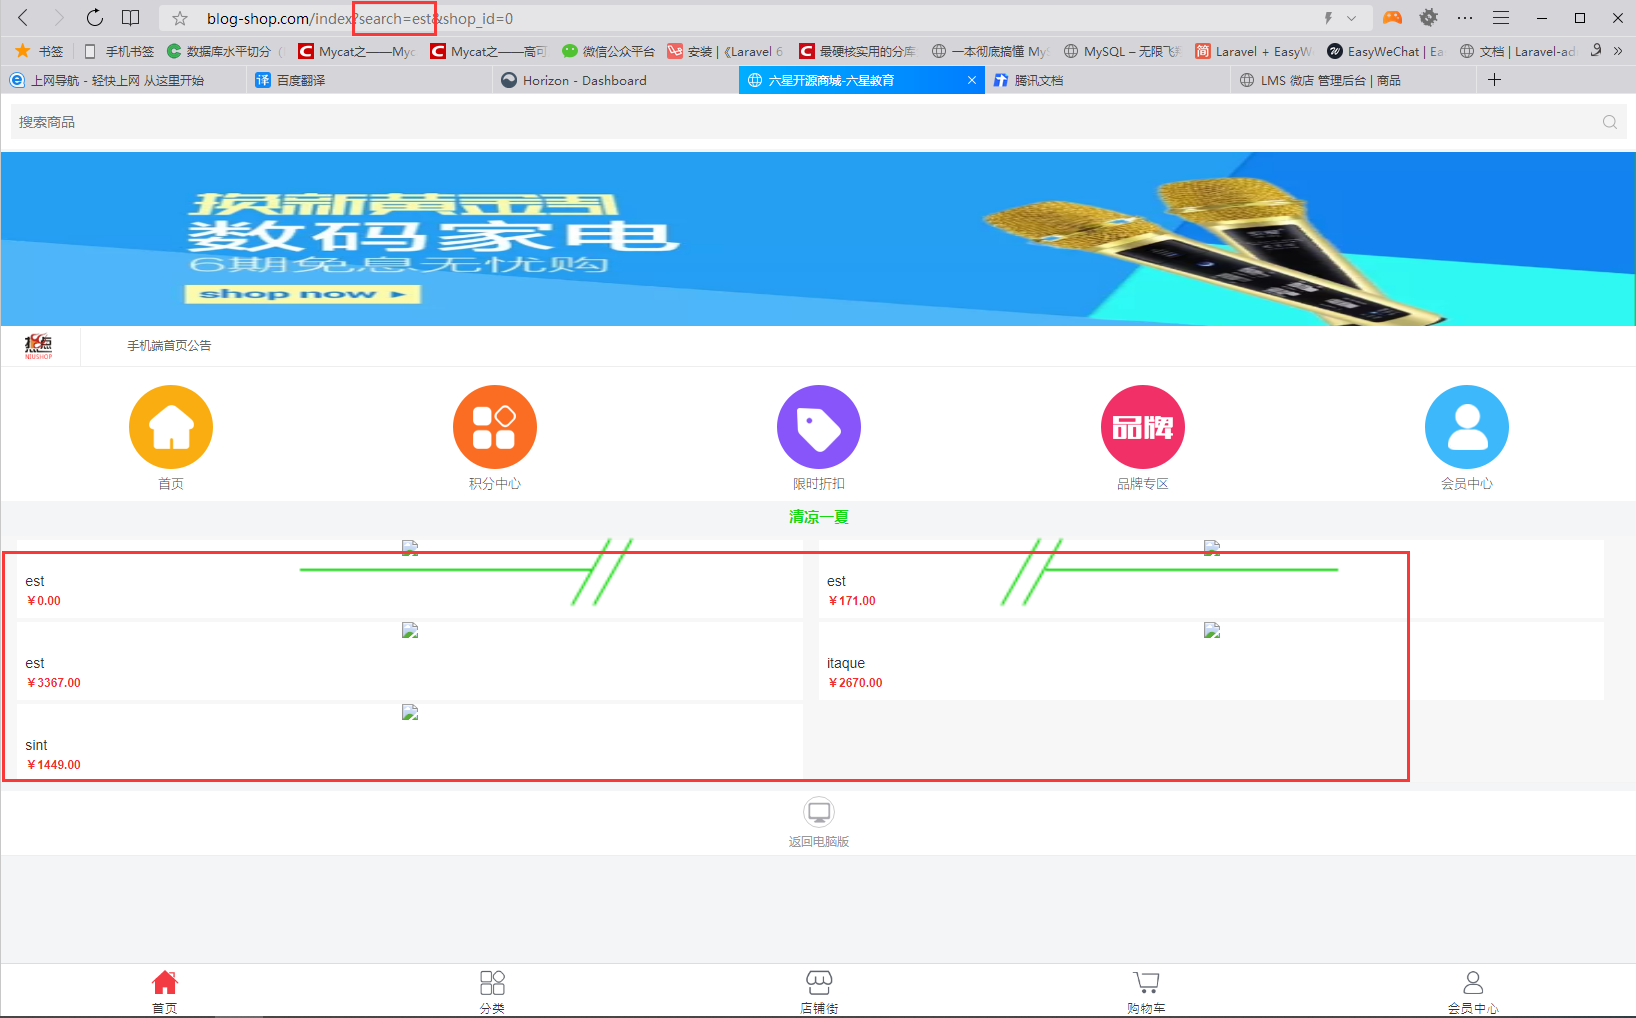 blog-shop.com/index?search=est&shop_id=0
书签 手机书签 数据库水平切分 ( Mycat之——Myc Mycat之——高可 微信公众平台 安装 | 《Laravel 6 最硬核实用的分库 一本彻底搞懂 My MySQL – 无限飞 Laravel + EasyW EasyWeChat | Ea 文档 | Laravel-ad »
上网导航 - 轻快上网 从这里开始 译 百度翻译 Horizon - Dashboard 六星开源商城-六星教育 腾讯文档 LMS 微店 管理后台 | 商品
搜索商品
换新黄金季
数码家电
6期免息无忧购
shop now
热点 手机端首页公告
NIUSHOP
品牌
首页 积分中心 限时折扣 品牌专区 会员中心
清凉一夏
est est
￥0.00 ￥171.00
est itaque
￥3367.00 ￥2670.00
sint
￥1449.00
返回电脑版
首页 分类 店铺街 购物车 会员中心